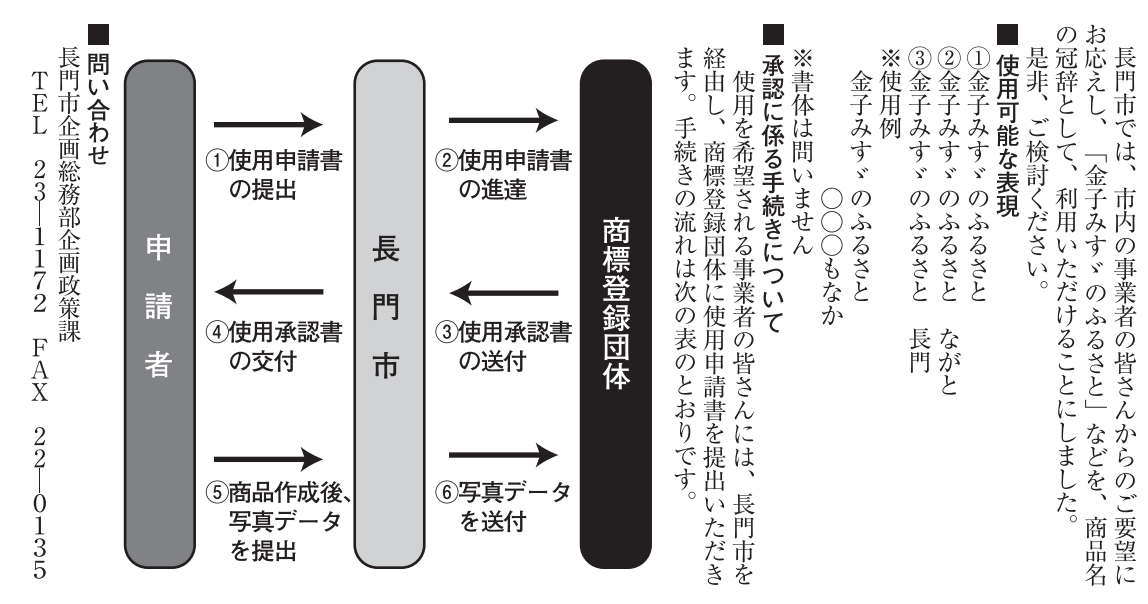 長門市では、市内の事業者の皆さんからのご要望に
お応えし、「金子みすゞのふるさと」などを、商品名
の冠辞として、利用いただけることにしました。
是非、ご検討ください。
■使用可能な表現
①金子みすゞのふるさと
②金子みすゞのふるさと　ながと
③金子みすゞのふるさと　長門
※使用例
金子みすゞのふるさと
〇〇〇もなか
※書体は問いません
■承認に係る手続きについて
使用を希望される事業者の皆さんには、長門市を
経由し、商標登録団体に使用申請書を提出いただき
ます。手続きの流れは次の表のとおりです。
申請者
長門市
商標登録団体
①使用申請書
の提出
②使用申請書
の進達
③使用承認書
の送付
④使用承認書
の交付
⑤商品作成後、
写真データ
を提出
⑥写真データ
を送付
■問い合わせ
長門市企画総務部企画政策課
TEL　23―1172　FAX　22―0135